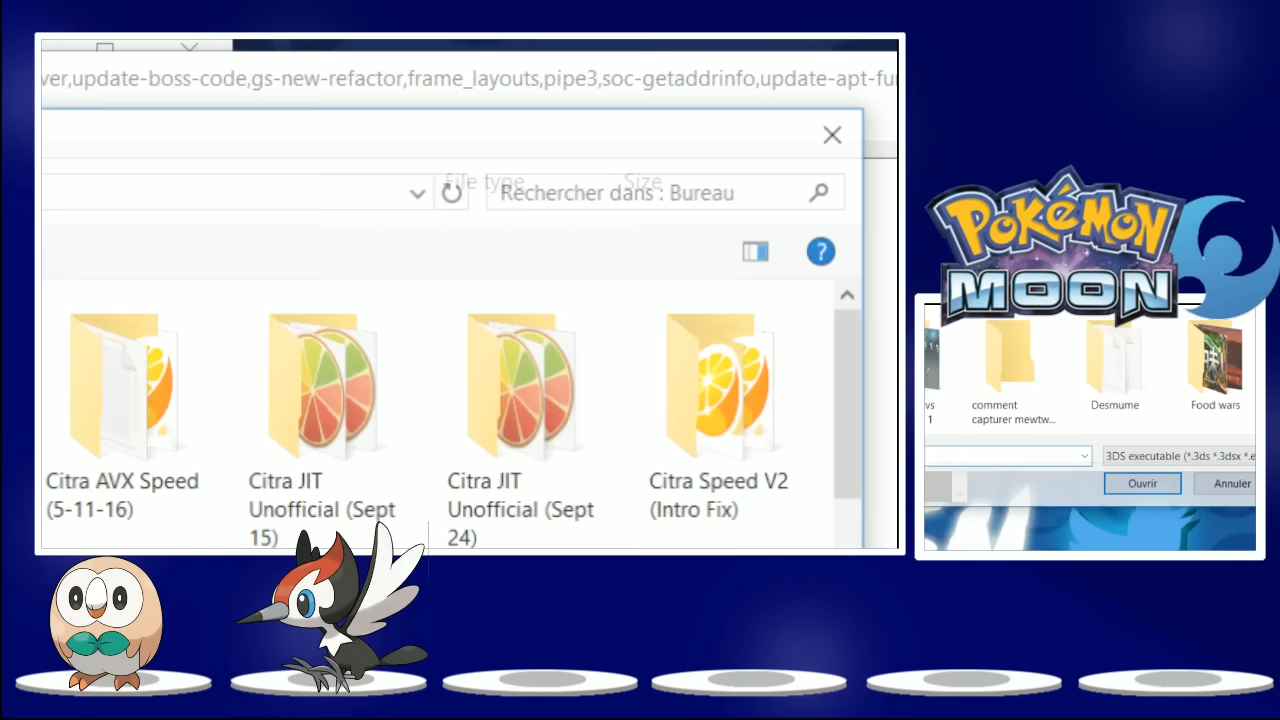 ver,update-boss-code,gs-new-refactor,frame_layouts,pipe3,soc-getaddrinfo,update-apt-fu
File type Size
Rechercher dans : Bureau
?
Citra AVX Speed
(5-11-16)
Citra JIT
Unofficial (Sept
15)
Citra JIT
Unofficial (Sept
24)
Citra Speed V2
(Intro Fix)
POKéMON
MOON
vs
1
comment
capturer mewtw...
Desmume
Food wars
3DS executable (*.3ds *.3dsx *.e
Ouvrir
Annuler